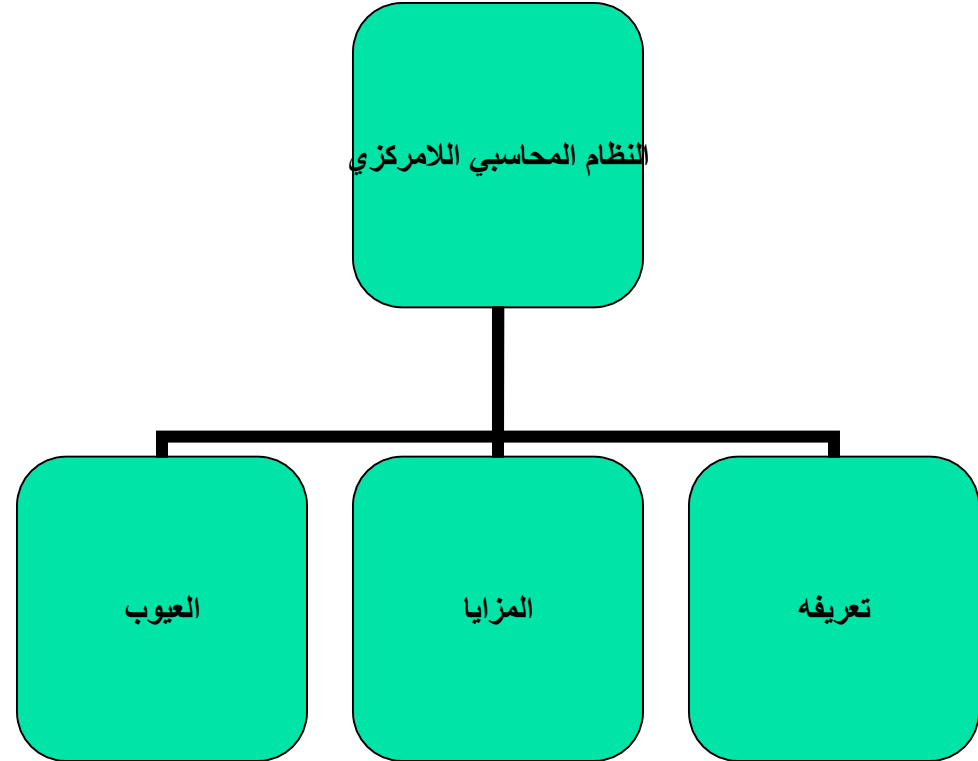 النظام المحاسبي اللامركزي
تعريفه
المزايا
العيوب